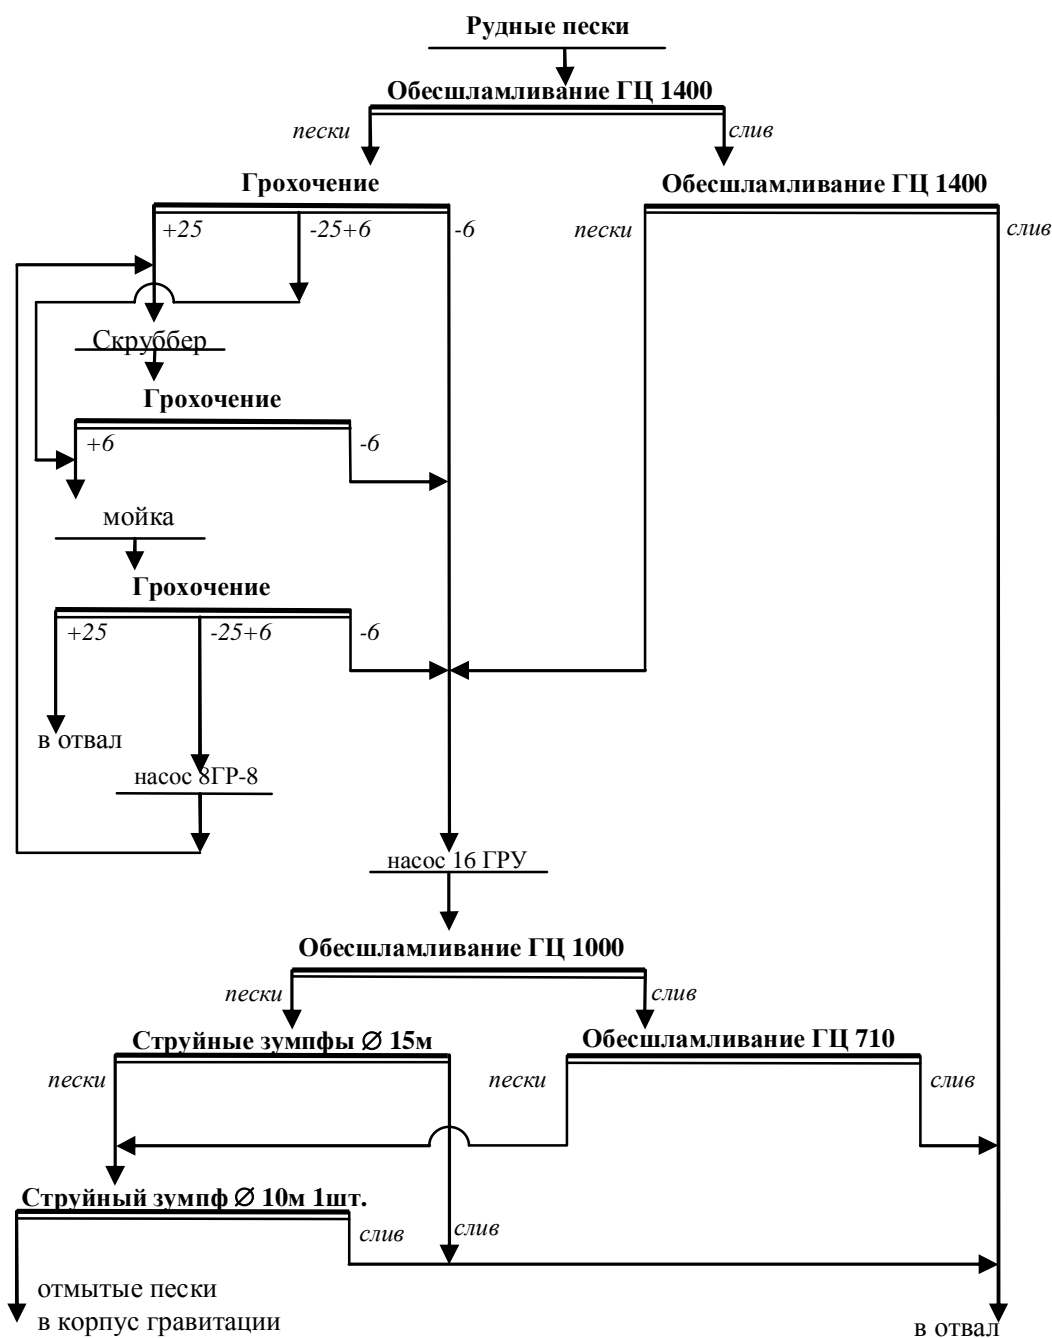 Рудные пески
Обесшламливание ГЦ 1400
пески
слив
Грохочение
Обесшламливание ГЦ 1400
+25
-25+6
-6
пески
слив
Скруббер
Грохочение
+6
-6
мойка
Грохочение
+25
-25+6
-6
в отвал
насос 8ГР-8
насос 16 ГРУ
Обесшламливание ГЦ 1000
пески
слив
Струйные зумпфы ∅ 15м
Обесшламливание ГЦ 710
пески
пески
слив
Струйный зумпф ∅ 10м 1шт.
слив
слив
отмытые пески
в корпус гравитации
в отвал